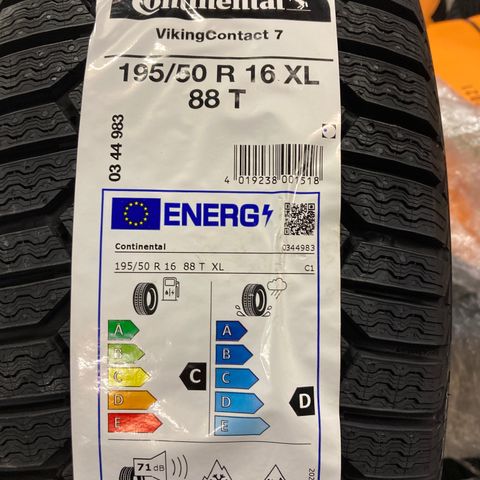 Continental
VikingContact 7
195/50 R 16 XL
88 T
03 44 983
4 019238 001518
ENERG
Continental 0344983
195/50 R 16 88 T XL C1
A A
B B
C C
D D
E E
C
D
71 dB
202